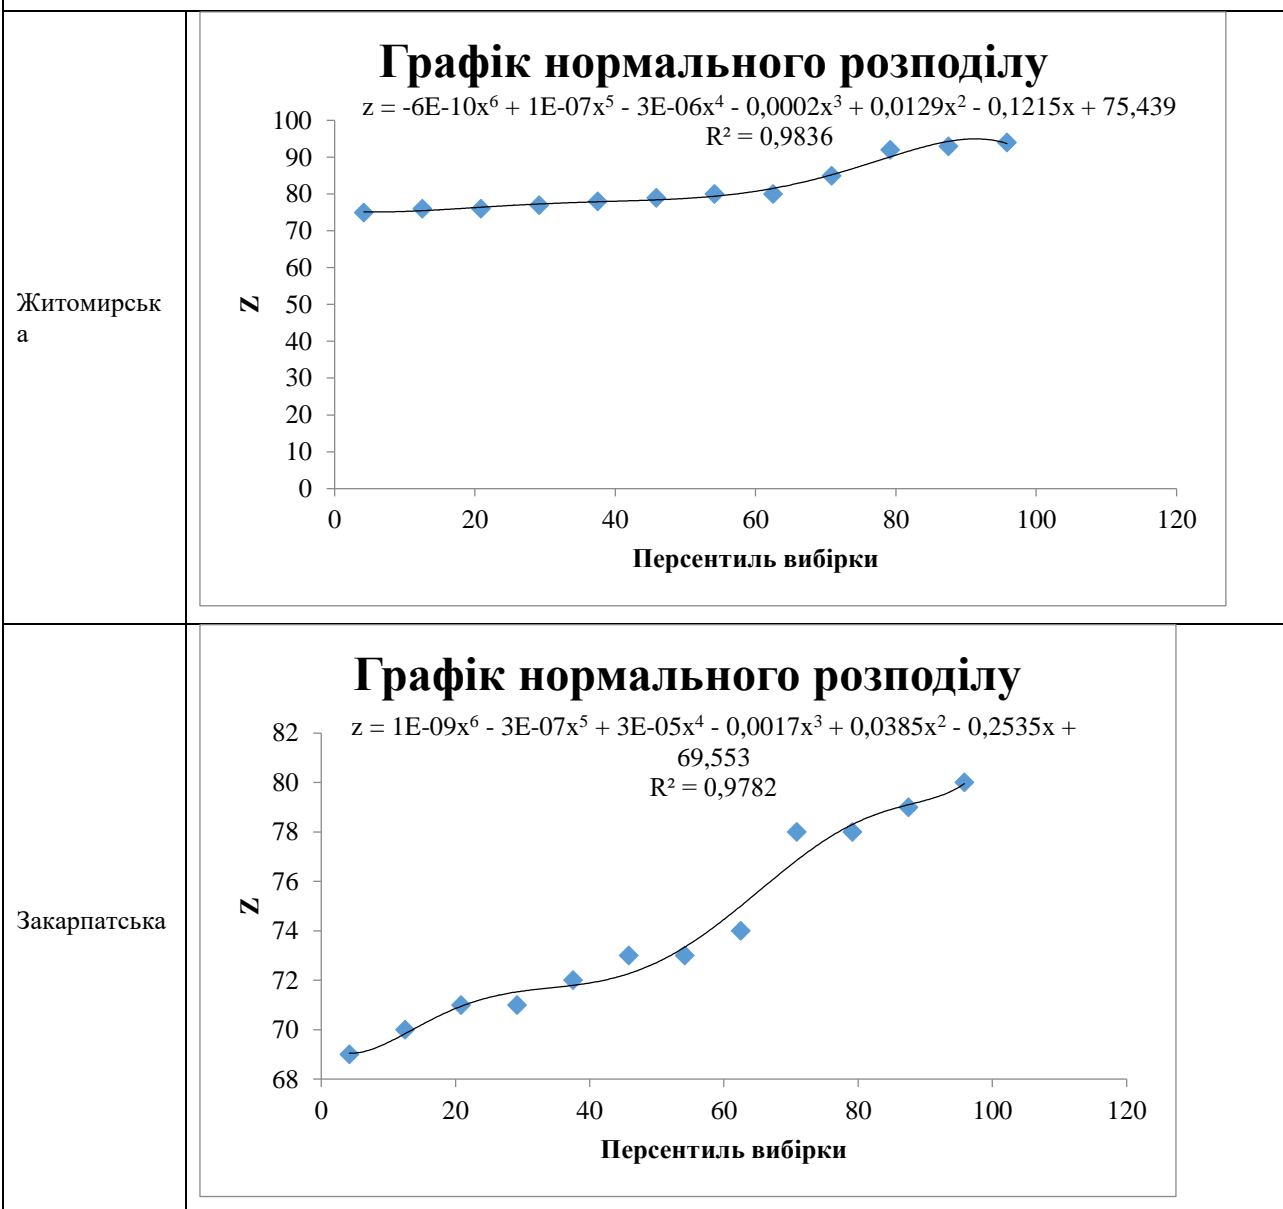 Житомирськ
а
Графік нормального розподілу
z = -6E-10x⁶ + 1E-07x⁵ - 3E-06x⁴ - 0,0002x³ + 0,0129x² - 0,1215x + 75,439
R² = 0,9836
100
90
80
70
60
50
40
30
20
10
0
Z
0 20 40 60 80 100 120
Персентиль вибірки
Закарпатська
Графік нормального розподілу
z = 1E-09x⁶ - 3E-07x⁵ + 3E-05x⁴ - 0,0017x³ + 0,0385x² - 0,2535x +
69,553
R² = 0,9782
82
80
78
76
74
72
70
68
Z
0 20 40 60 80 100 120
Персентиль вибірки